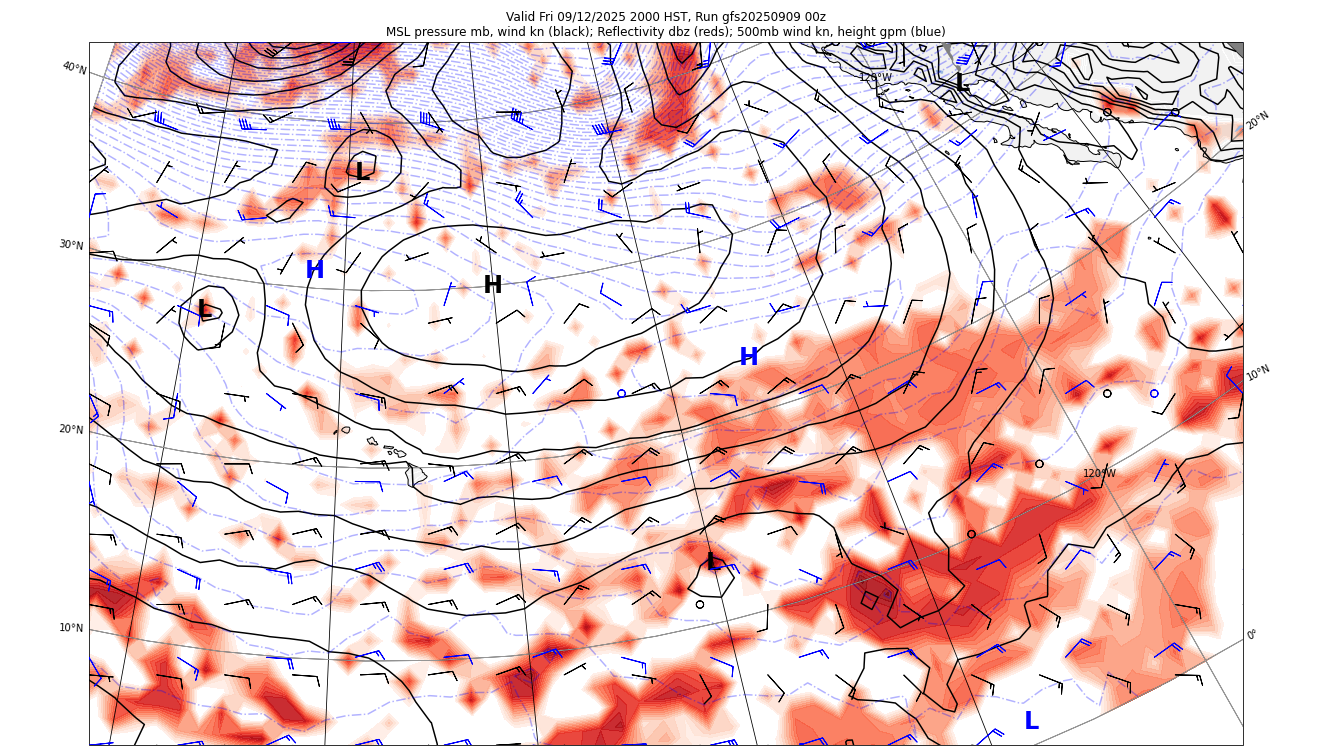 Valid Fri 09/12/2025 2000 HST, Run gfs20250909 00z
MSL pressure mb, wind kn (black); Reflectivity dbz (reds); 500mb wind kn, height gpm (blue)
40°N
120°W
L
20°N
L
30°N
H
H
L
H
10°N
20°N
120°W
L
10°N
0°
L